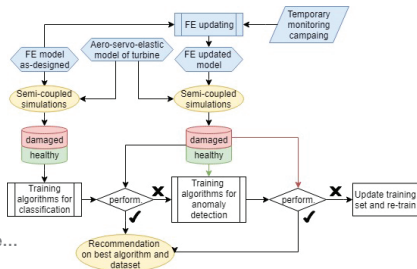 FE updating
Temporary
monitoring
campaing
FE model
as-designed
Aero-servo-elastic
model of turbine
FE updated
model
Semi-coupled
simulations
Semi-coupled
simulations
damaged
healthy
damaged
healthy
Training
algorithms for
classification
perform.
Training
algorithms for
anomaly
detection
perform.
Update training
set and re-train
Recommendation
on best algorithm and
dataset